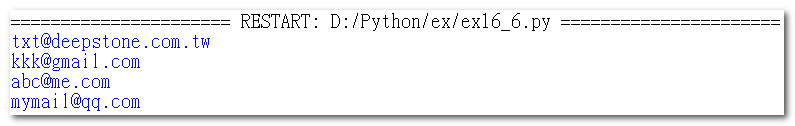 ====================== RESTART: D:/Python/ex/ex16_6.py ======================
txt@deepstone.com.tw
kkk@gmail.com
abc@me.com
mymail@qq.com